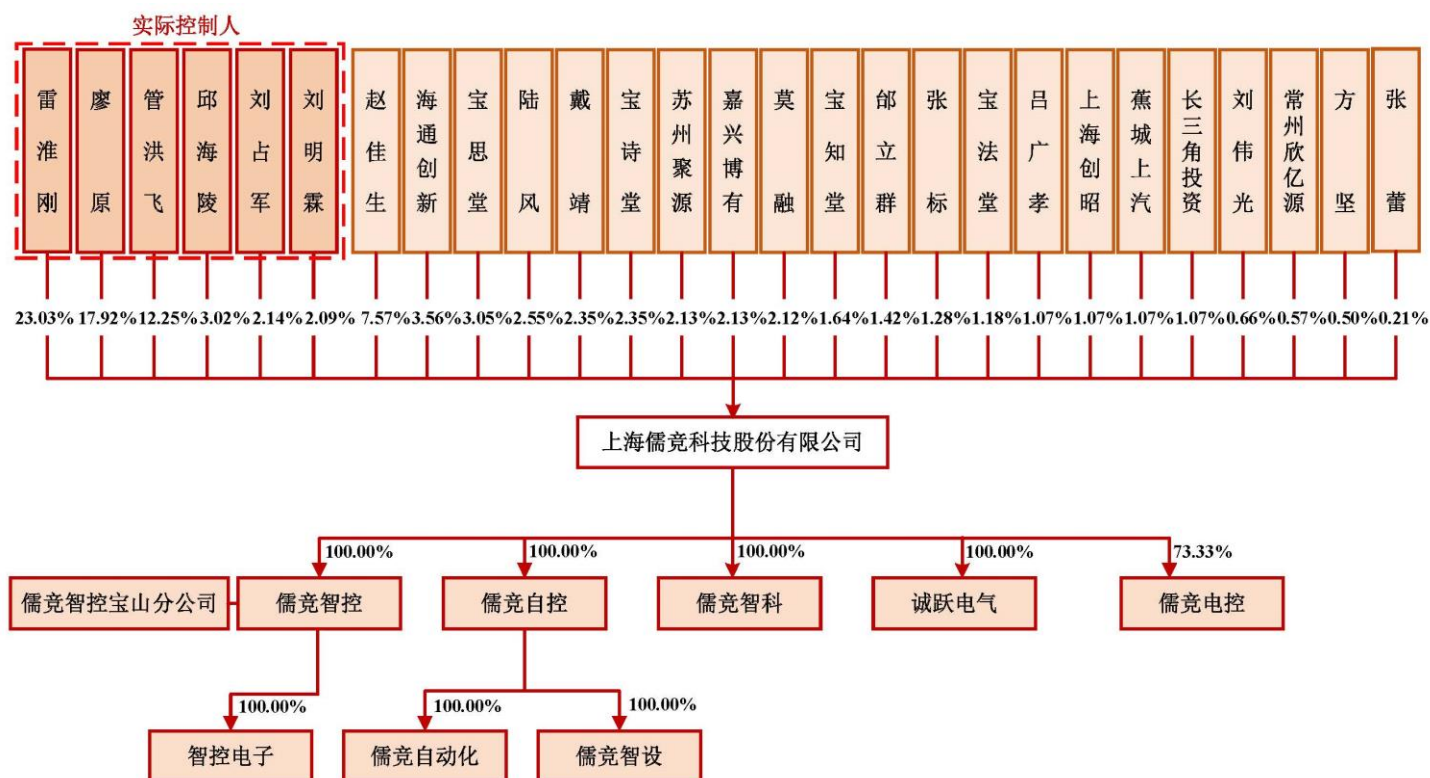 实际控制人
雷淮刚
廖原
管洪飞
邱海陵
刘占军
刘明霖
赵佳生
海通创新
宝思堂
陆风
戴靖
宝诗堂
苏州聚源
嘉兴博有
莫融
宝知堂
邰立群
张标
宝法堂
吕广孝
上海创昭
蕉城上汽
长三角投资
刘伟光
常州欣亿源
方坚
张蕾
23.03% 17.92% 12.25% 3.02% 2.14% 2.09% 7.57% 3.56% 3.05% 2.55% 2.35% 2.35% 2.13% 2.13% 2.12% 1.64% 1.42% 1.28% 1.18% 1.07% 1.07% 1.07% 1.07% 0.66% 0.57% 0.50% 0.21%
上海儒竞科技股份有限公司
100.00% 100.00% 100.00% 100.00% 73.33%
儒竞智控宝山分公司 儒竞智控 儒竞自控 儒竞智科 诚跃电气 儒竞电控
100.00% 100.00% 100.00%
智控电子 儒竞自动化 儒竞智设